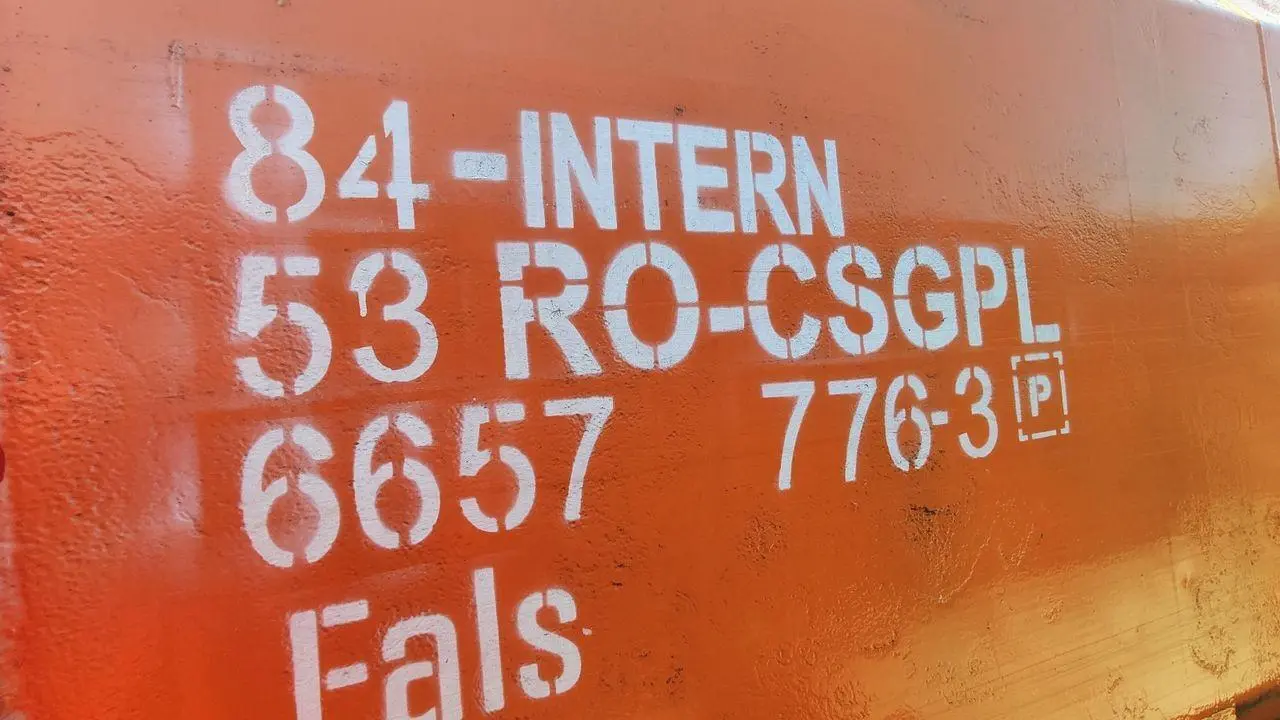 84-INTERN
53 RO-CSGPL
6657 776-3 P
Fals